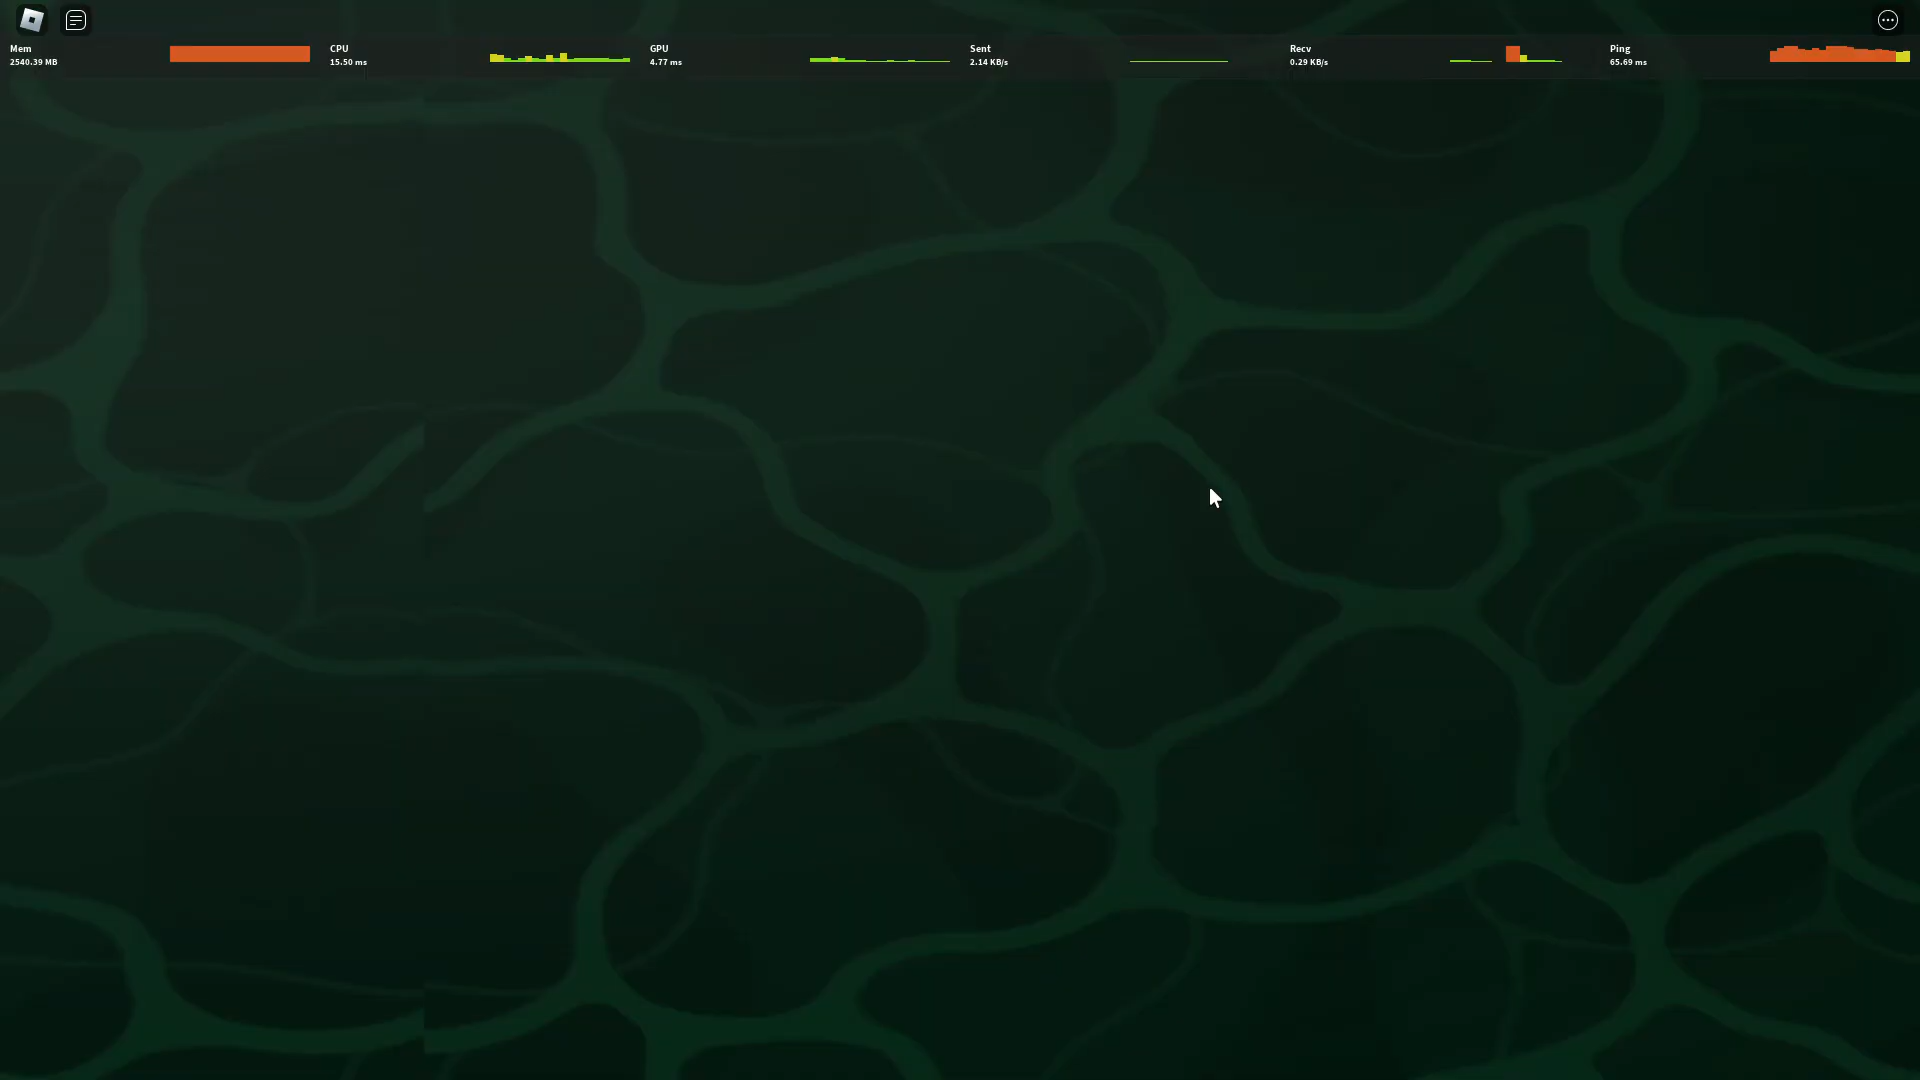 Mem
2540.39 MB
CPU
15.50 ms
GPU
4.77 ms
Sent
2.14 KB/s
Recv
0.29 KB/s
Ping
65.69 ms